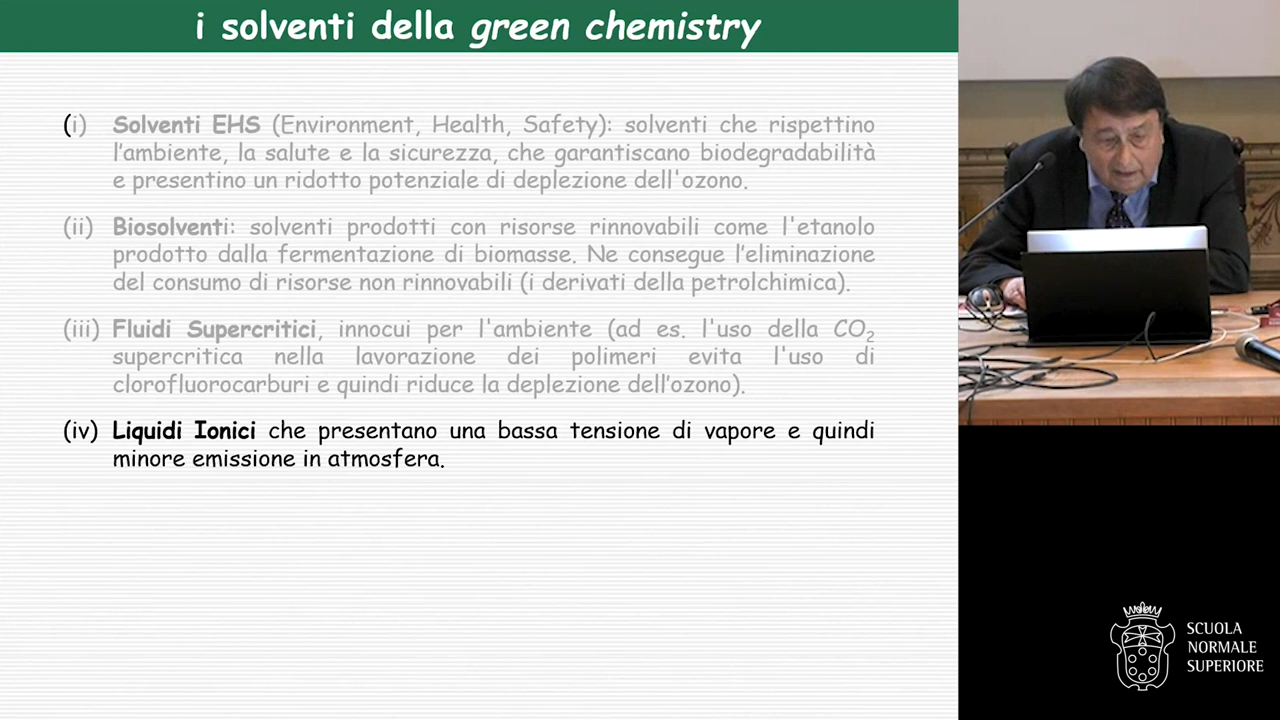 i solventi della green chemistry
(i) Solventi EHS (Environment, Health, Safety): solventi che rispettino
l’ambiente, la salute e la sicurezza, che garantiscano biodegradabilità
e presentino un ridotto potenziale di deplezione dell'ozono.
(ii) Biosolventi: solventi prodotti con risorse rinnovabili come l'etanolo
prodotto dalla fermentazione di biomasse. Ne consegue l’eliminazione
del consumo di risorse non rinnovabili (i derivati della petrolchimica).
(iii) Fluidi Supercritici, innocui per l'ambiente (ad es. l'uso della CO₂
supercritica nella lavorazione dei polimeri evita l'uso di
clorofluorocarburi e quindi riduce la deplezione dell’ozono).
(iv) Liquidi Ionici che presentano una bassa tensione di vapore e quindi
minore emissione in atmosfera.
SCUOLA
NORMALE
SUPERIORE